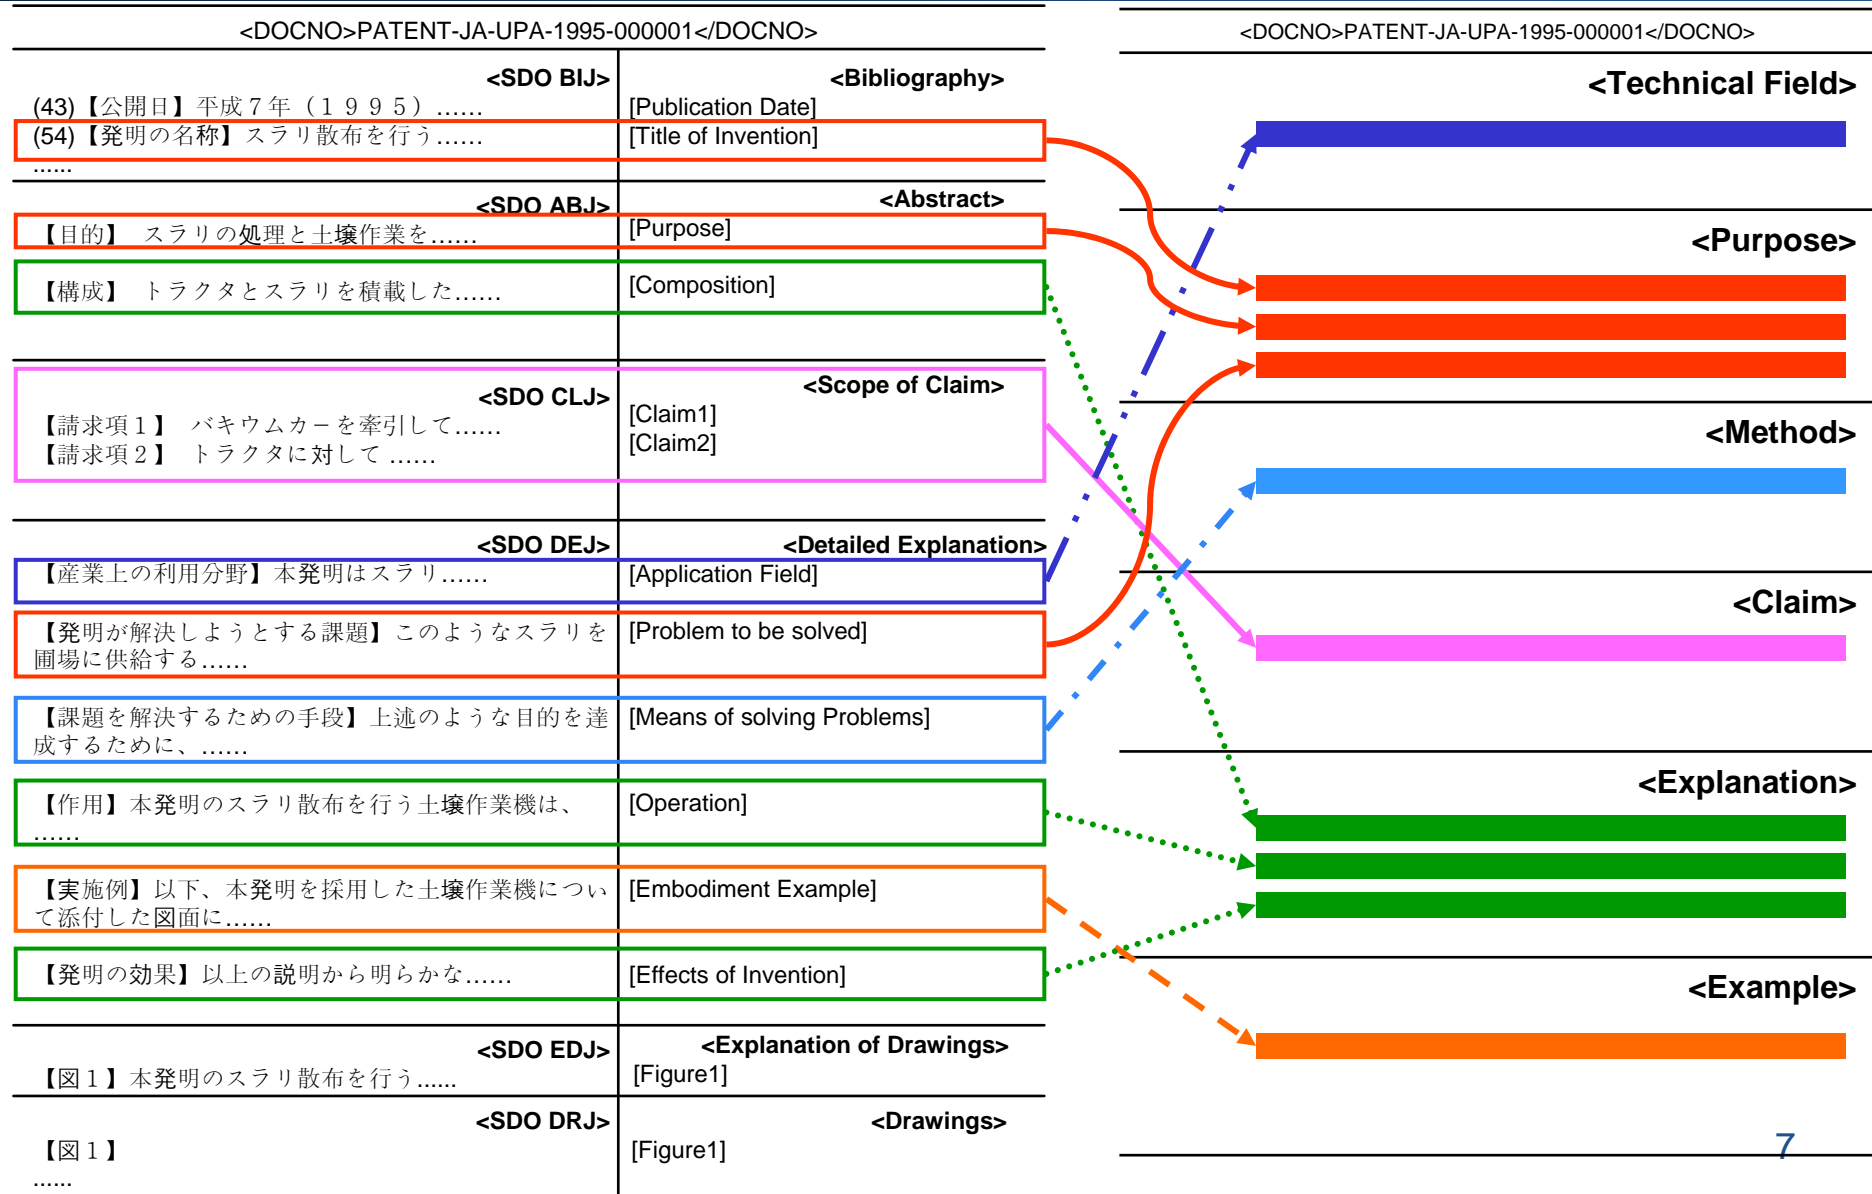 <DOCNO>PATENT-JA-UPA-1995-000001</DOCNO>
<SDO BIJ>
(43)【公開日】平成７年（１９９５）……
(54)【発明の名称】スラリ散布を行う……
......
<Bibliography>
[Publication Date]
[Title of Invention]
<SDO ABJ>
【目的】 スラリの処理と土壌作業を……
【構成】 トラクタとスラリを積載した……
<Abstract>
[Purpose]
[Composition]
<SDO CLJ>
【請求項１】 バキウムカ－を牽引して……
【請求項２】 トラクタに対して ……
<Scope of Claim>
[Claim1]
[Claim2]
<SDO DEJ>
<Detailed Explanation>
【産業上の利用分野】本発明はスラリ……
[Application Field]
【発明が解決しようとする課題】このようなスラリを
圃場に供給する……
[Problem to be solved]
【課題を解決するための手段】上述のような目的を達
成するために、……
[Means of solving Problems]
【作用】本発明のスラリ散布を行う土壌作業機は、
……
[Operation]
【実施例】以下、本発明を採用した土壌作業機につい
て添付した図面に……
[Embodiment Example]
【発明の効果】以上の説明から明らかな……
[Effects of Invention]
<SDO EDJ>
【図１】本発明のスラリ散布を行う......
<Explanation of Drawings>
[Figure1]
<SDO DRJ>
【図１】
......
<Drawings>
[Figure1]
<DOCNO>PATENT-JA-UPA-1995-000001</DOCNO>
<Technical Field>
<Purpose>
<Method>
<Claim>
<Explanation>
<Example>
7